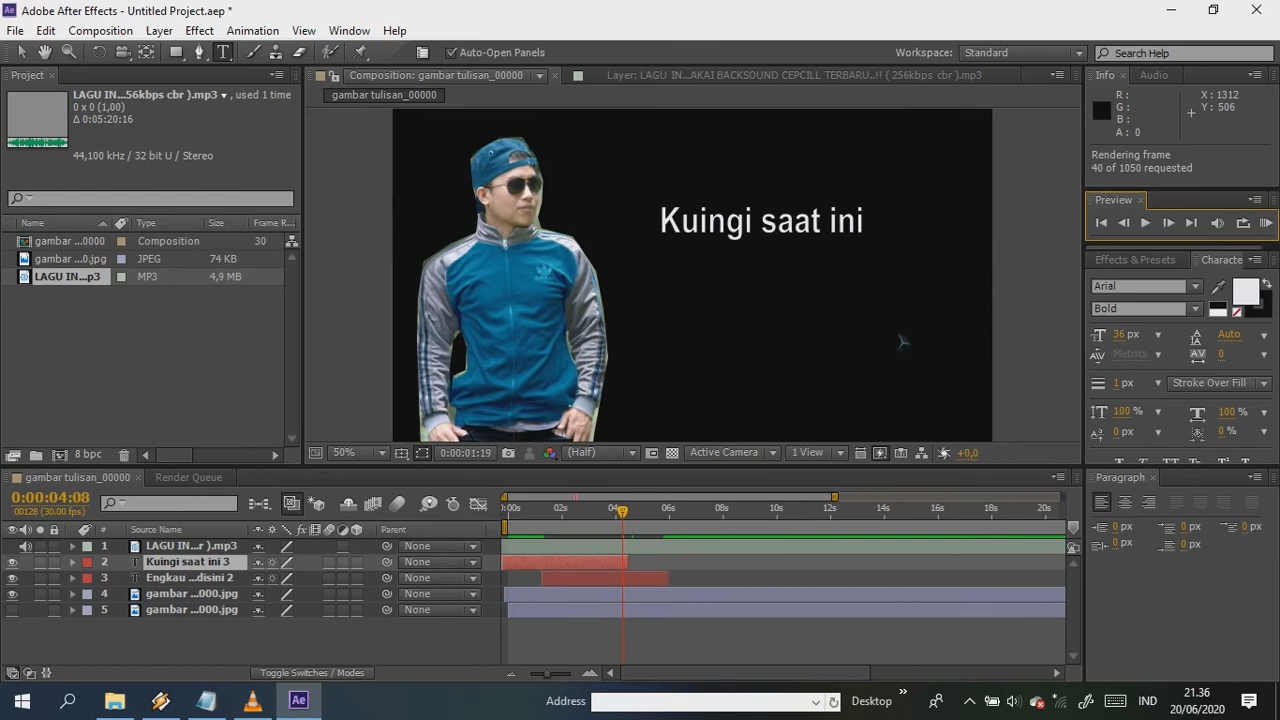 Adobe After Effects - Untitled Project.aep *
File Edit Composition Layer Effect Animation View Window Help
Auto-Open Panels
Workspace: Standard
Search Help
Project
LAGU IN...56kbps cbr ).mp3 , used 1 time
0 x 0 (1,00)
Δ 0:05:20:16
44,100 kHz / 32 bit U / Stereo
Name Type Size Frame R...
gambar ...0000 Composition 30
gambar ...0.jpg JPEG 74 KB
LAGU IN...p3 MP3 4,9 MB
8 bpc
Composition: gambar tulisan_00000
Layer: LAGU IN...AKAI BACKSOUND CEPCILL TERBARU..!! ( 256kbps cbr ).mp3
gambar tulisan_00000
Kuingi saat ini
50% 0:00:01:19 (Half) Active Camera 1 View +0,0
Info Audio
R : X : 1312
G : Y : 506
B :
A : 0
Rendering frame
40 of 1050 requested
Preview
Effects & Presets Characte
Arial
Bold
36 px Auto
Metrics 0
1 px Stroke Over Fill
100 % 100 %
0 px 0 %
gambar tulisan_00000 Render Queue
0:00:04:08
00128 (30.00 fps)
# Source Name Parent
1 LAGU IN...r ).mp3 None
2 Kuingi saat ini 3 None
3 Engkau ...disini 2 None
4 gambar ...000.jpg None
5 gambar ...000.jpg None
Toggle Switches / Modes
:00s 02s 04 06s 08s 10s 12s 14s 16s 18s 20s
Paragraph
0 px 0 px 0 px
0 px 0 px
Address
Desktop
IND
21.36
20/06/2020